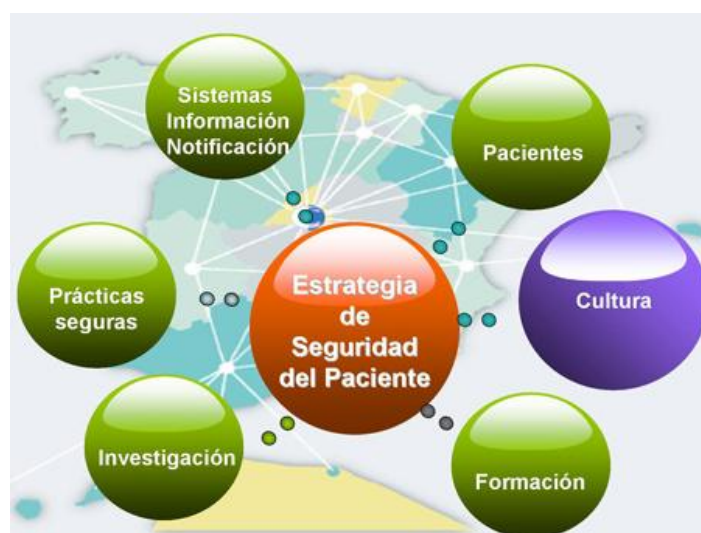 Sistemas
Información
Notificación
Pacientes
Prácticas
seguras
Estrategia
de
Seguridad
del Paciente
Cultura
Investigación
Formación